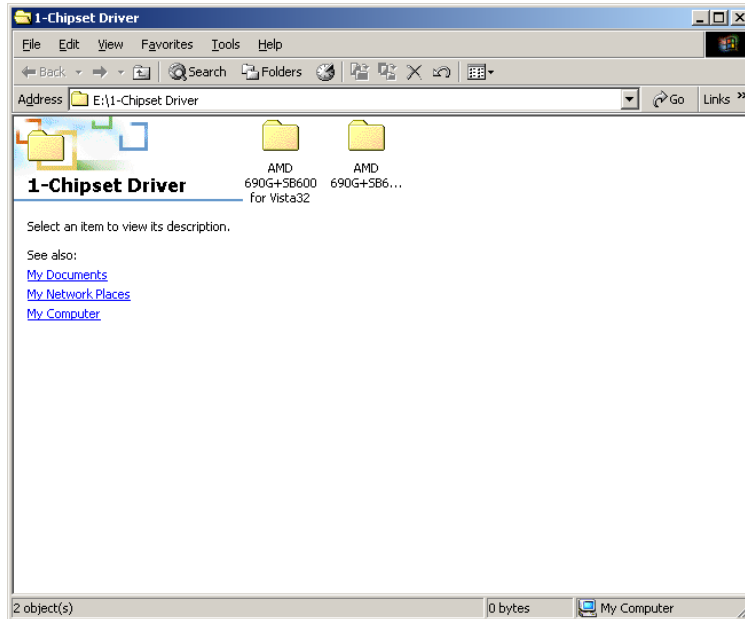 1-Chipset Driver
File Edit View Favorites Tools Help
Back Search Folders
Address E:\1-Chipset Driver Go Links »
AMD 690G+SB600 for Vista32
AMD 690G+SB6...
1-Chipset Driver
Select an item to view its description.
See also:
My Documents
My Network Places
My Computer
2 object(s) 0 bytes My Computer